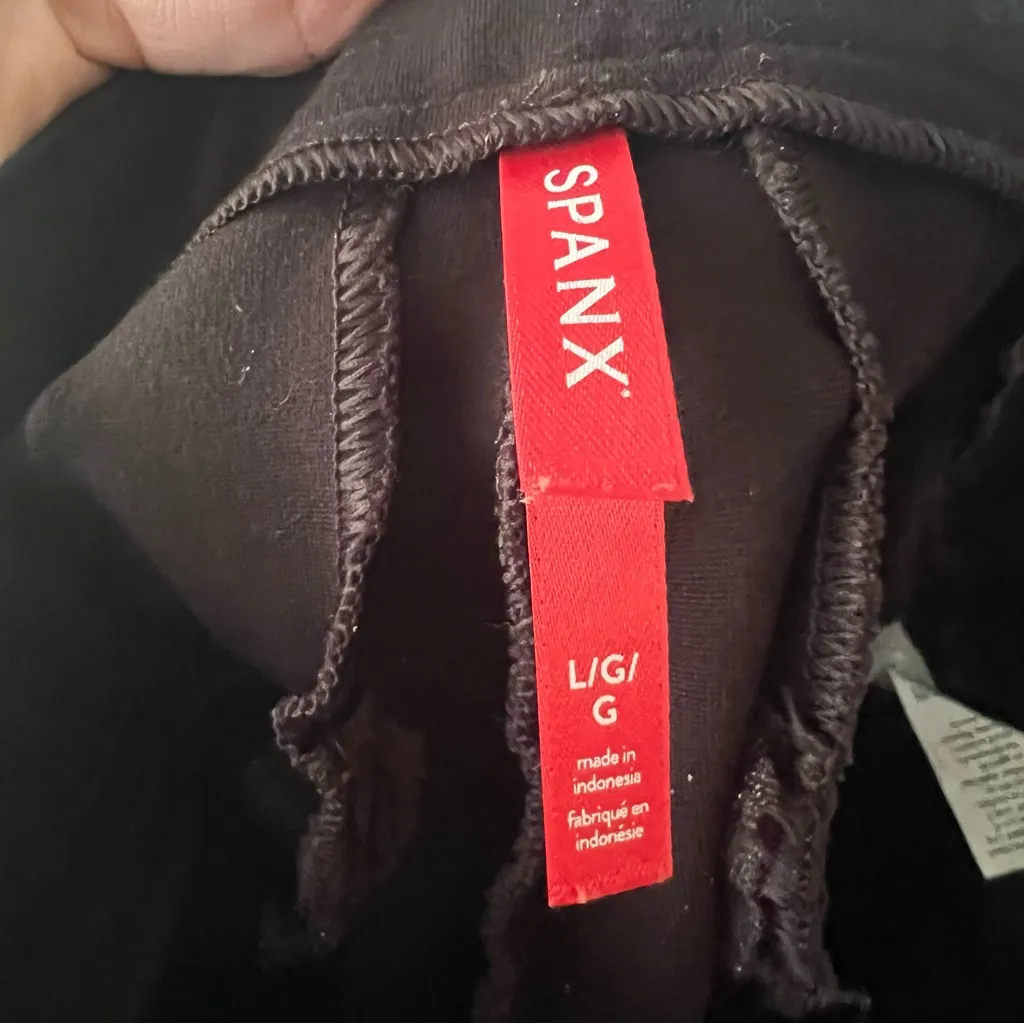 SPANX
L/G/
G
made in
indonesia
fabriqué en
indonésie